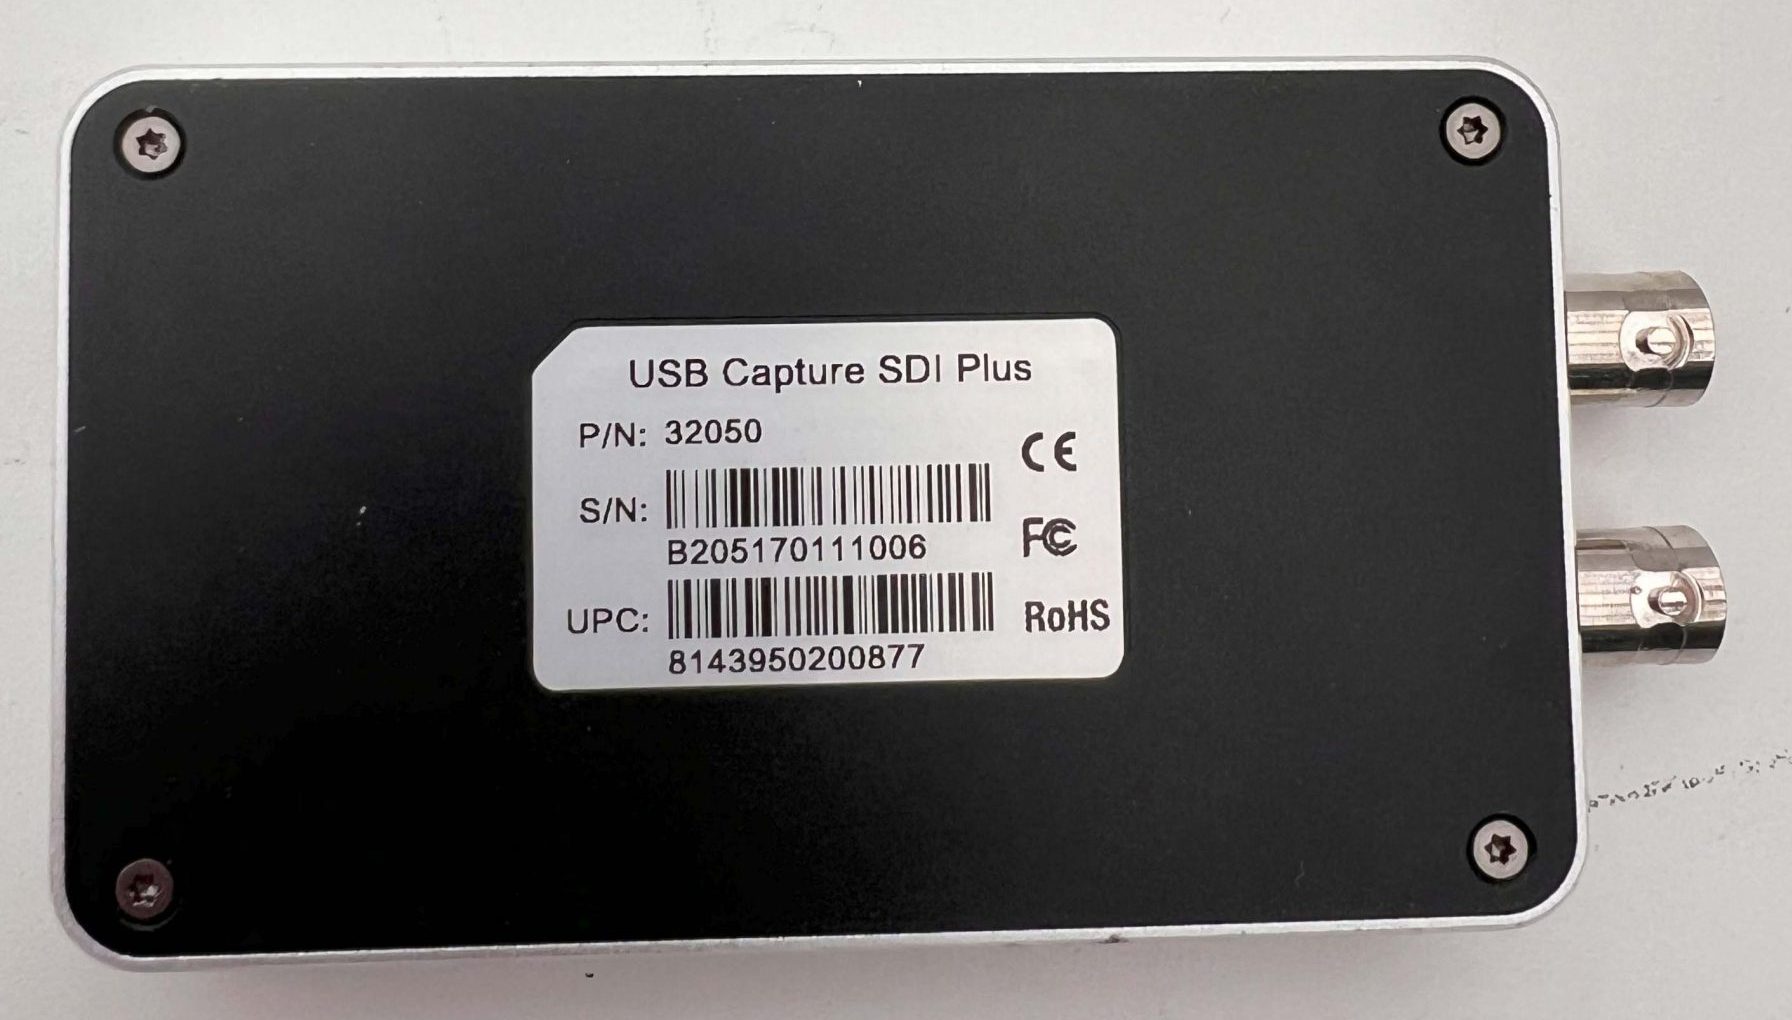 USB Capture SDI Plus
P/N: 32050
S/N:
B205170111006
UPC:
8143950200877
CE
FC
RoHS